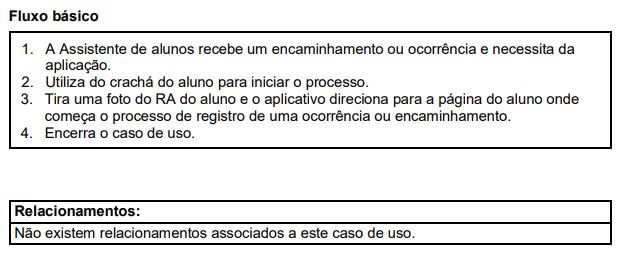 Fluxo básico
1. A Assistente de alunos recebe um encaminhamento ou ocorrência e necessita da
aplicação.
2. Utiliza do crachá do aluno para iniciar o processo.
3. Tira uma foto do RA do aluno e o aplicativo direciona para a página do aluno onde
começa o processo de registro de uma ocorrência ou encaminhamento.
4. Encerra o caso de uso.
Relacionamentos:
Não existem relacionamentos associados a este caso de uso.